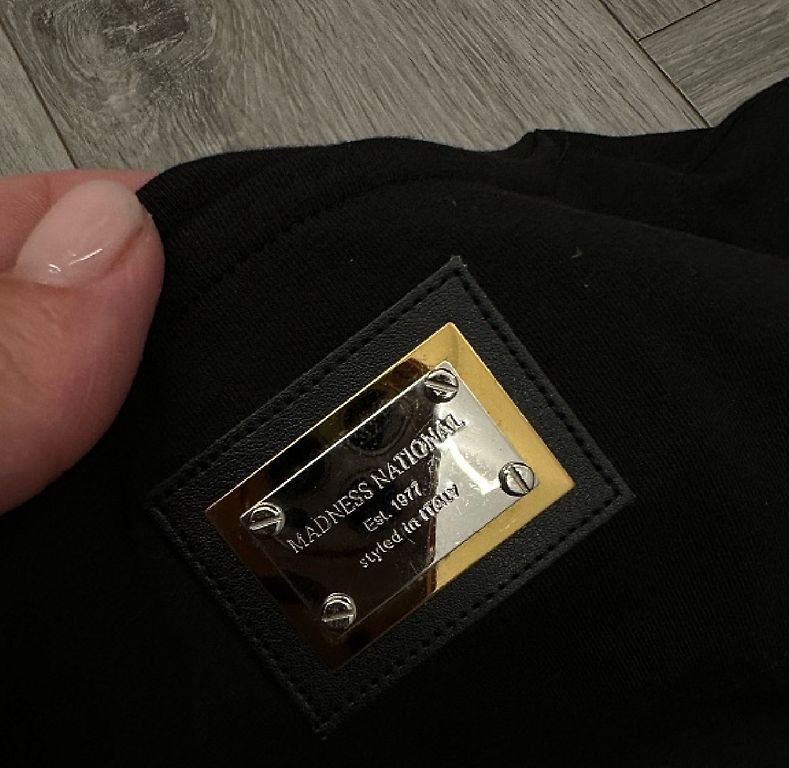 MADNESS NATIONAL
Est. 1977
styled in ITALY